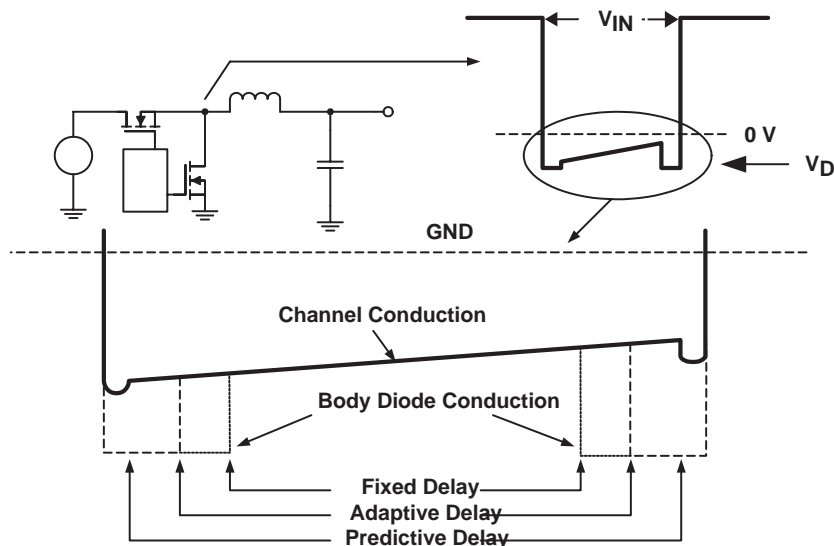 VIN
0 V
VD
GND
Channel Conduction
Body Diode Conduction
Fixed Delay
Adaptive Delay
Predictive Delay